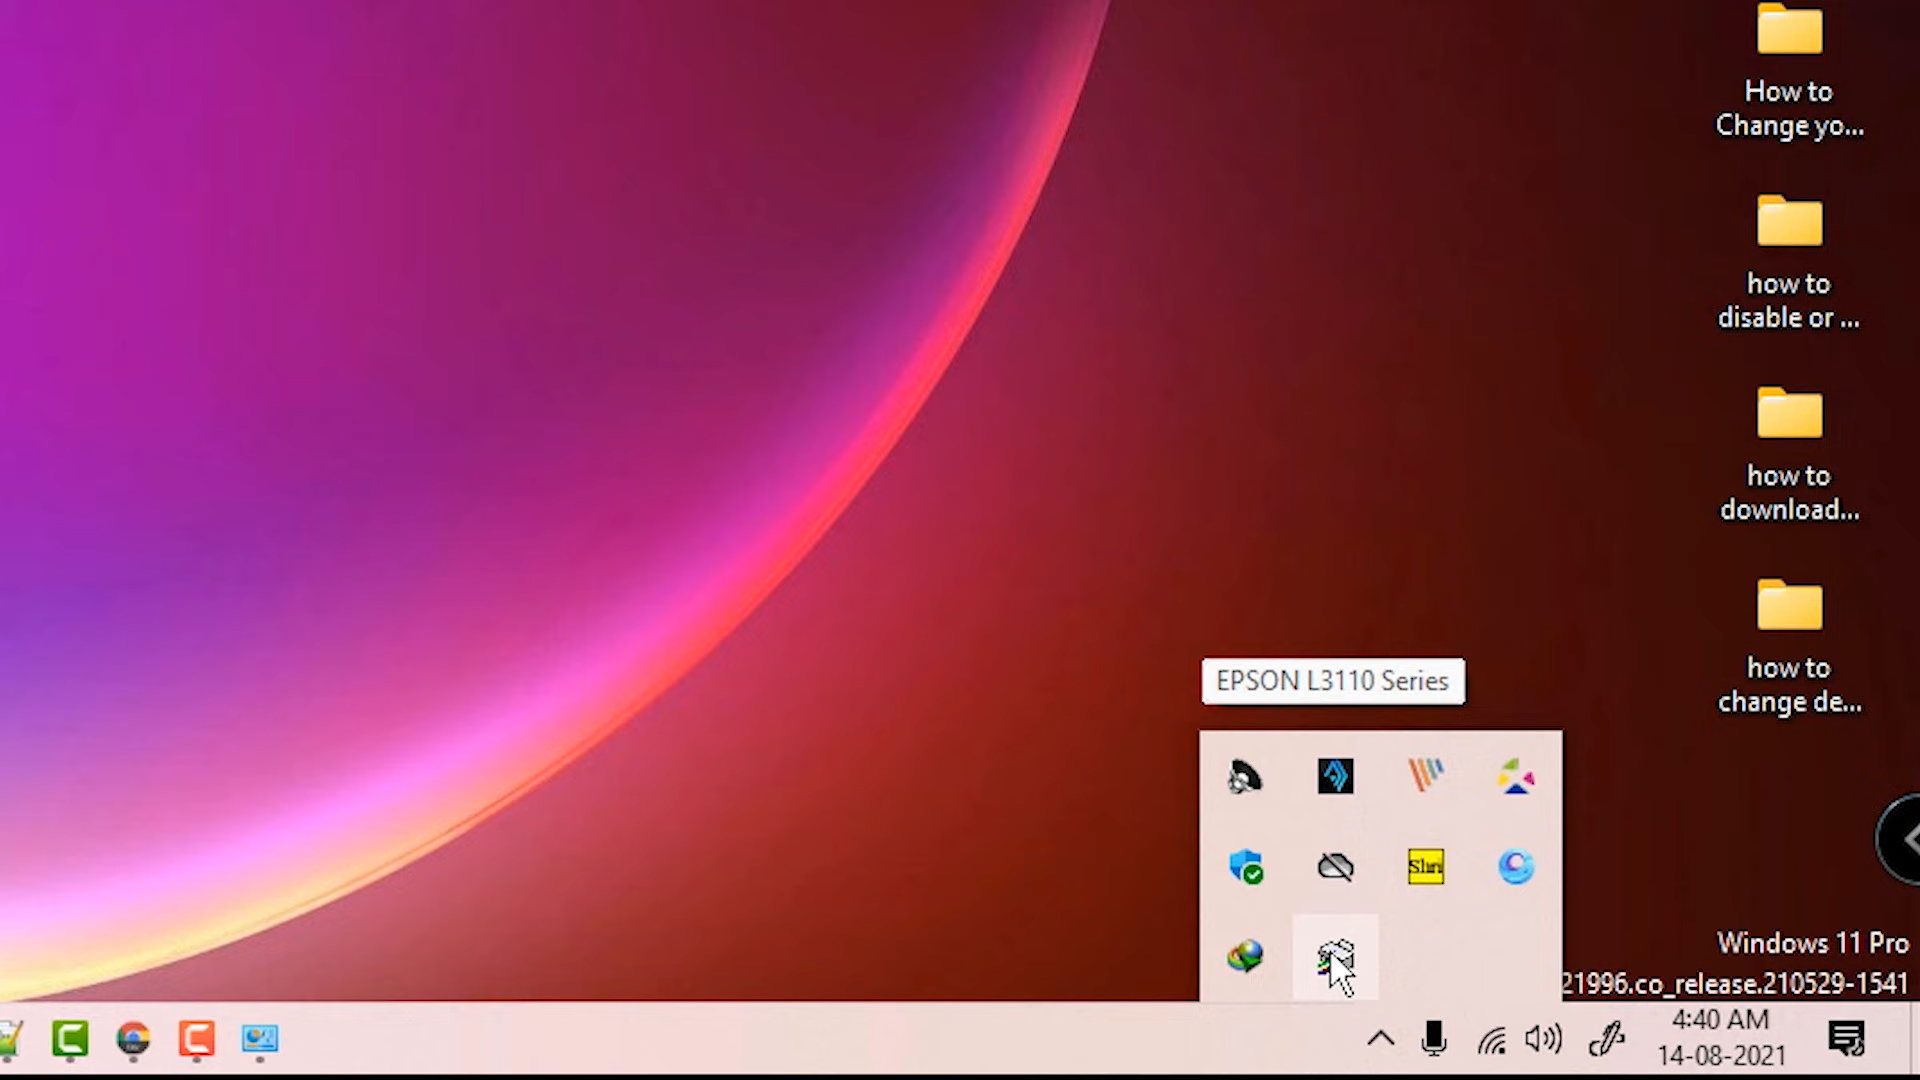 How to
Change yo...
how to
disable or ...
how to
download...
how to
change de...
EPSON L3110 Series
Shri
Windows 11 Pro
21996.co_release.210529-1541
4:40 AM
14-08-2021